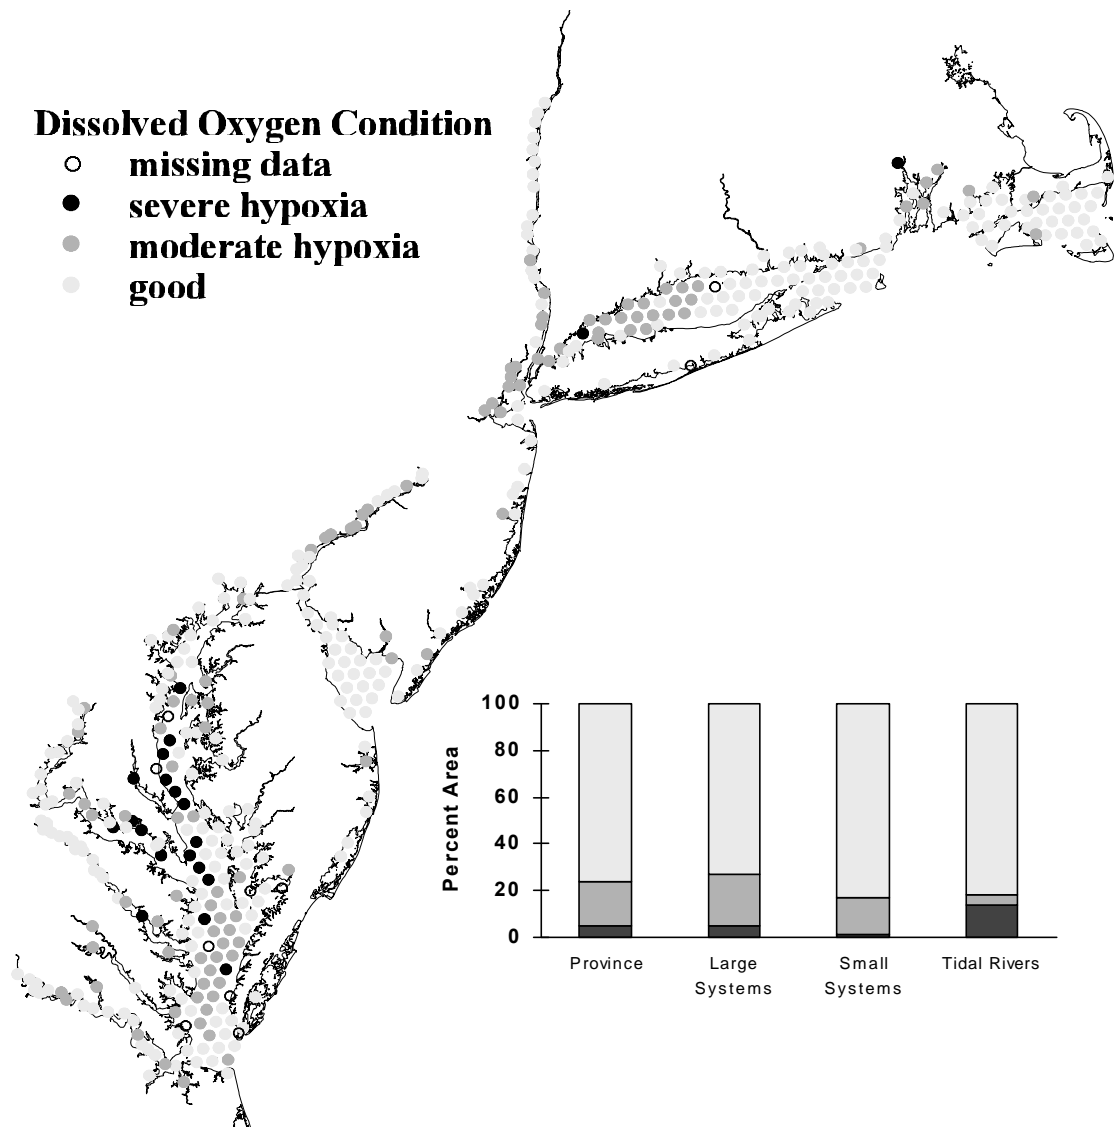 Dissolved Oxygen Condition
missing data
severe hypoxia
moderate hypoxia
good
Percent Area
100
80
60
40
20
0
Province
Large
Systems
Small
Systems
Tidal Rivers